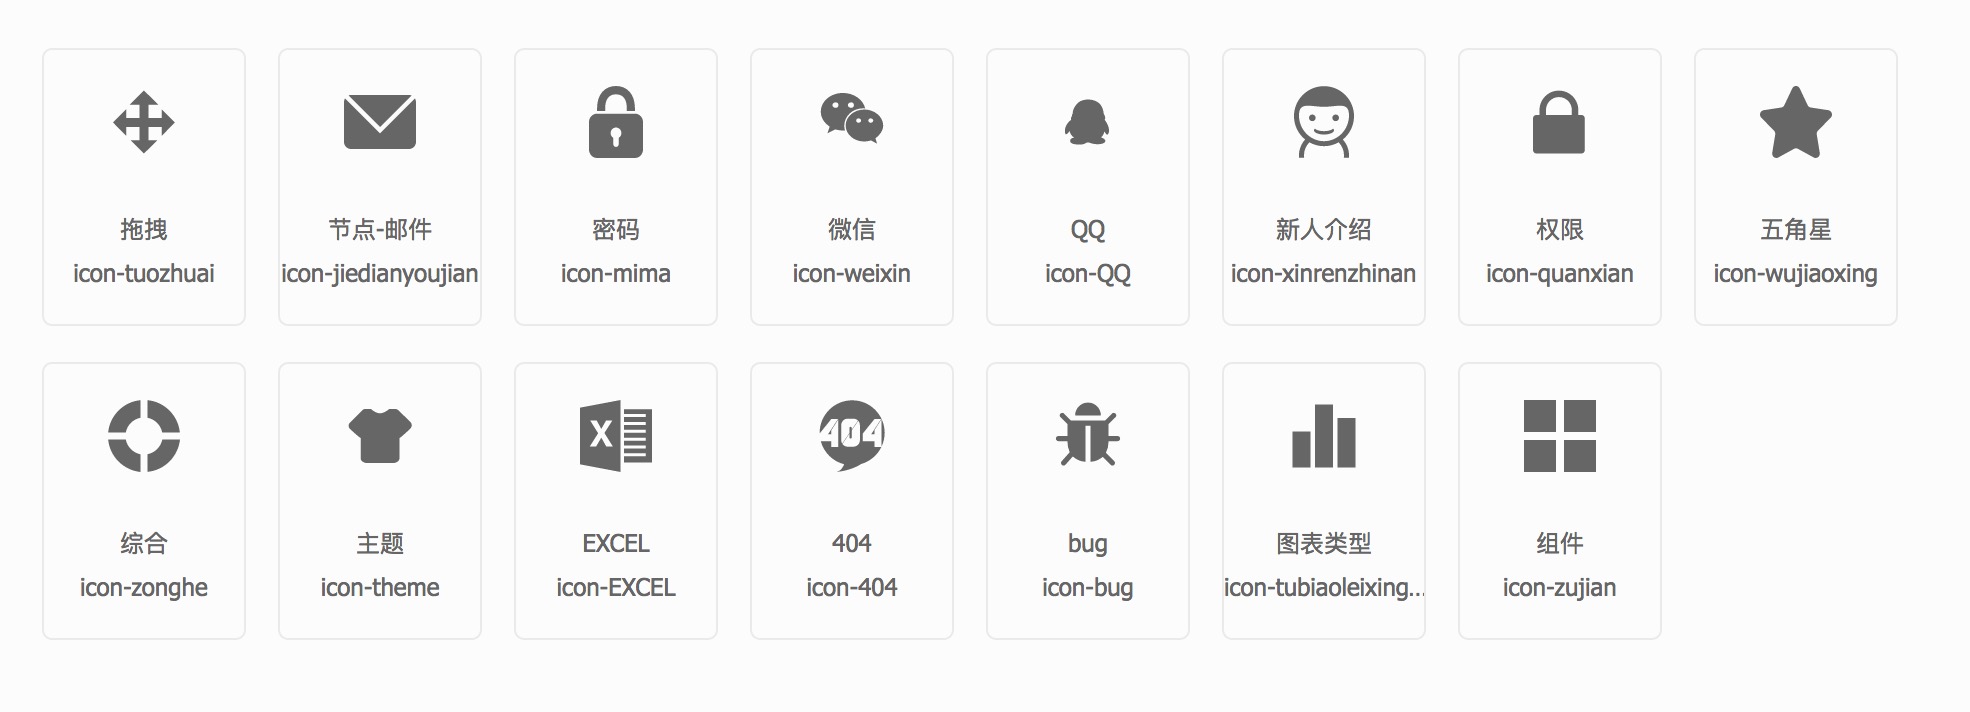 拖拽
icon-tuozhuai
节点-邮件
icon-jiedianyoujian
密码
icon-mima
微信
icon-weixin
QQ
icon-QQ
新人介绍
icon-xinrenzhinan
权限
icon-quanxian
五角星
icon-wujiaoxing
综合
icon-zonghe
主题
icon-theme
X
EXCEL
icon-EXCEL
404
404
icon-404
bug
icon-bug
图表类型
icon-tubiaoleixing...
组件
icon-zujian